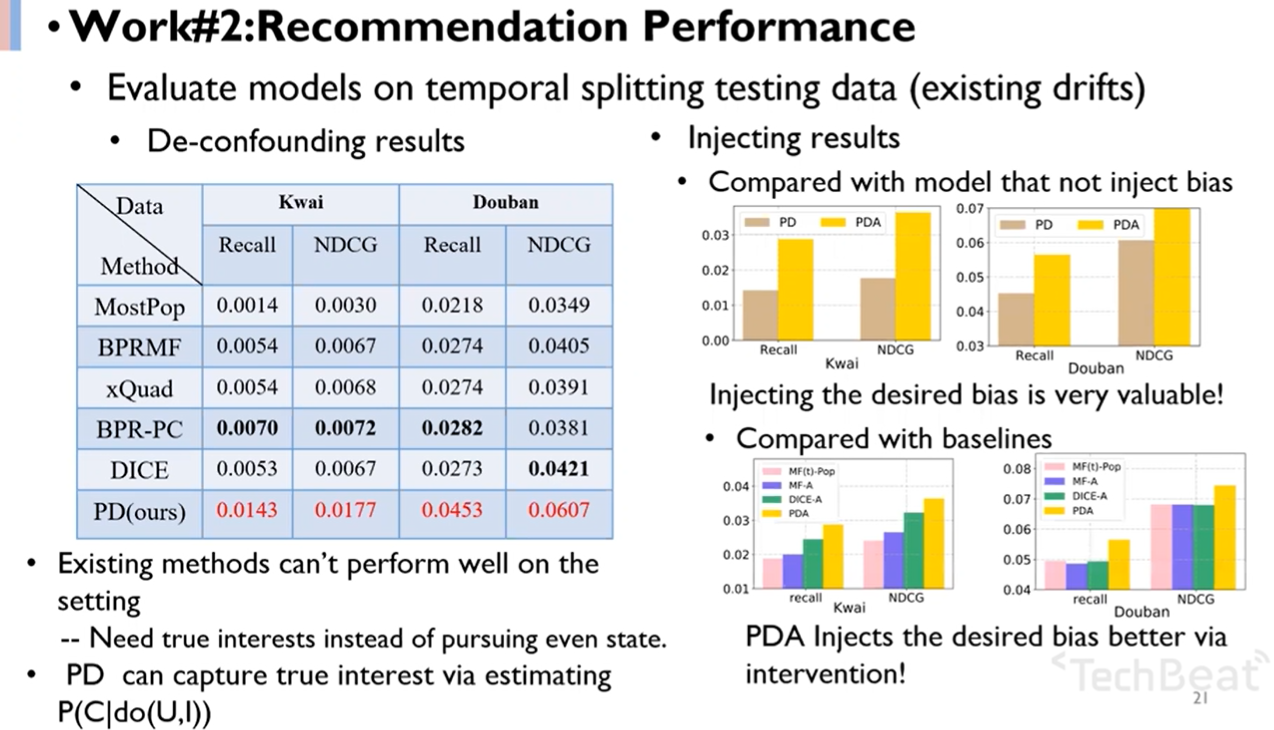 • Work#2:Recommendation Performance
• Evaluate models on temporal splitting testing data (existing drifts)
• De-confounding results
Data Kwai Douban
Method Recall NDCG Recall NDCG
MostPop 0.0014 0.0030 0.0218 0.0349
BPRMF 0.0054 0.0067 0.0274 0.0405
xQuad 0.0054 0.0068 0.0274 0.0391
BPR-PC 0.0070 0.0072 0.0282 0.0381
DICE 0.0053 0.0067 0.0273 0.0421
PD(ours) 0.0143 0.0177 0.0453 0.0607
• Existing methods can't perform well on the
setting
-- Need true interests instead of pursuing even state.
• PD can capture true interest via estimating
P(C|do(U,I))
• Injecting results
• Compared with model that not inject bias
PD PDA
0.03
0.02
0.01
0.00
Recall NDCG
Kwai
PD PDA
0.07
0.06
0.05
0.04
0.03
Recall NDCG
Douban
Injecting the desired bias is very valuable!
• Compared with baselines
MF(t)-Pop
MF-A
DICE-A
PDA
0.04
0.03
0.02
0.01
recall NDCG
Kwai
MF(t)-Pop
MF-A
DICE-A
PDA
0.08
0.07
0.06
0.05
0.04
recall NDCG
Douban
PDA Injects the desired bias better via
intervention!
TechBeat
21